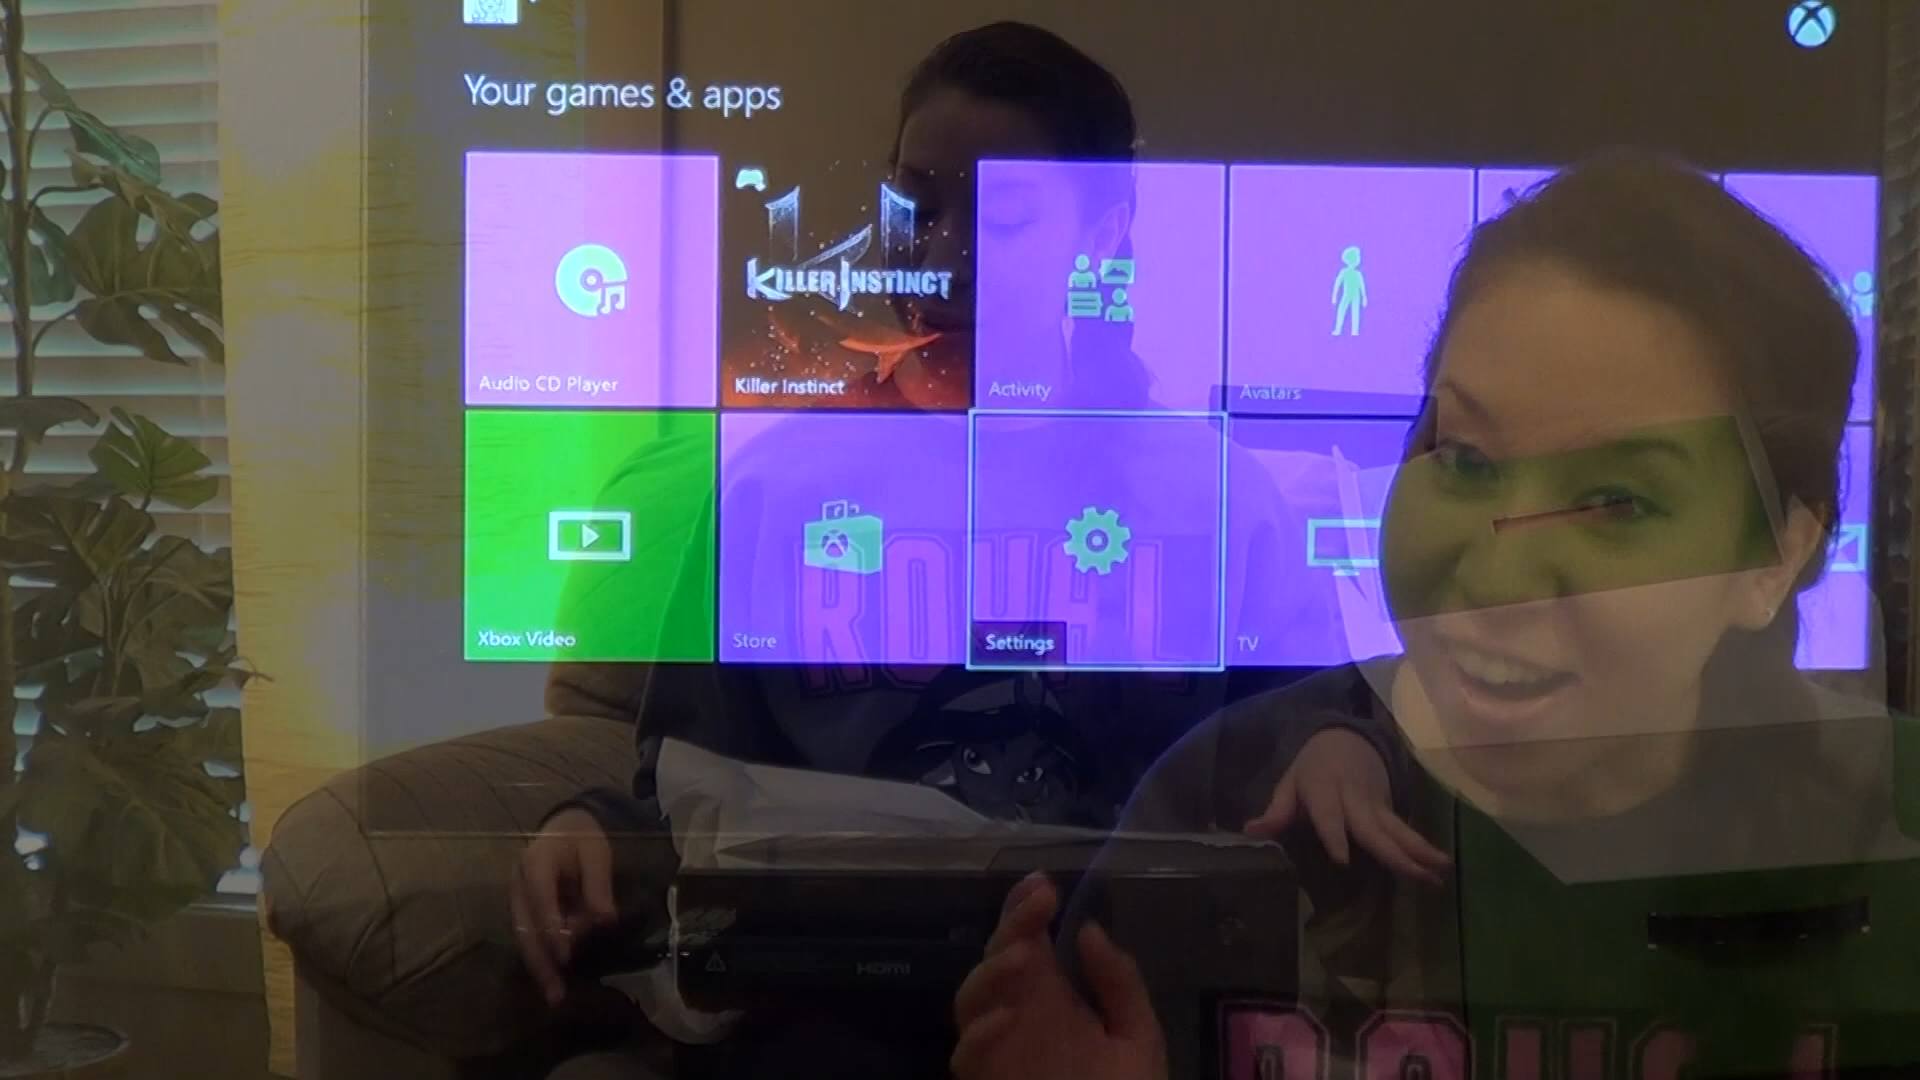 Your games & apps
Audio CD Player
KILLER INSTINCT
Killer Instinct
Activity
Avatars
Xbox Video
Store
Settings
TV
ROYAL
HDMI